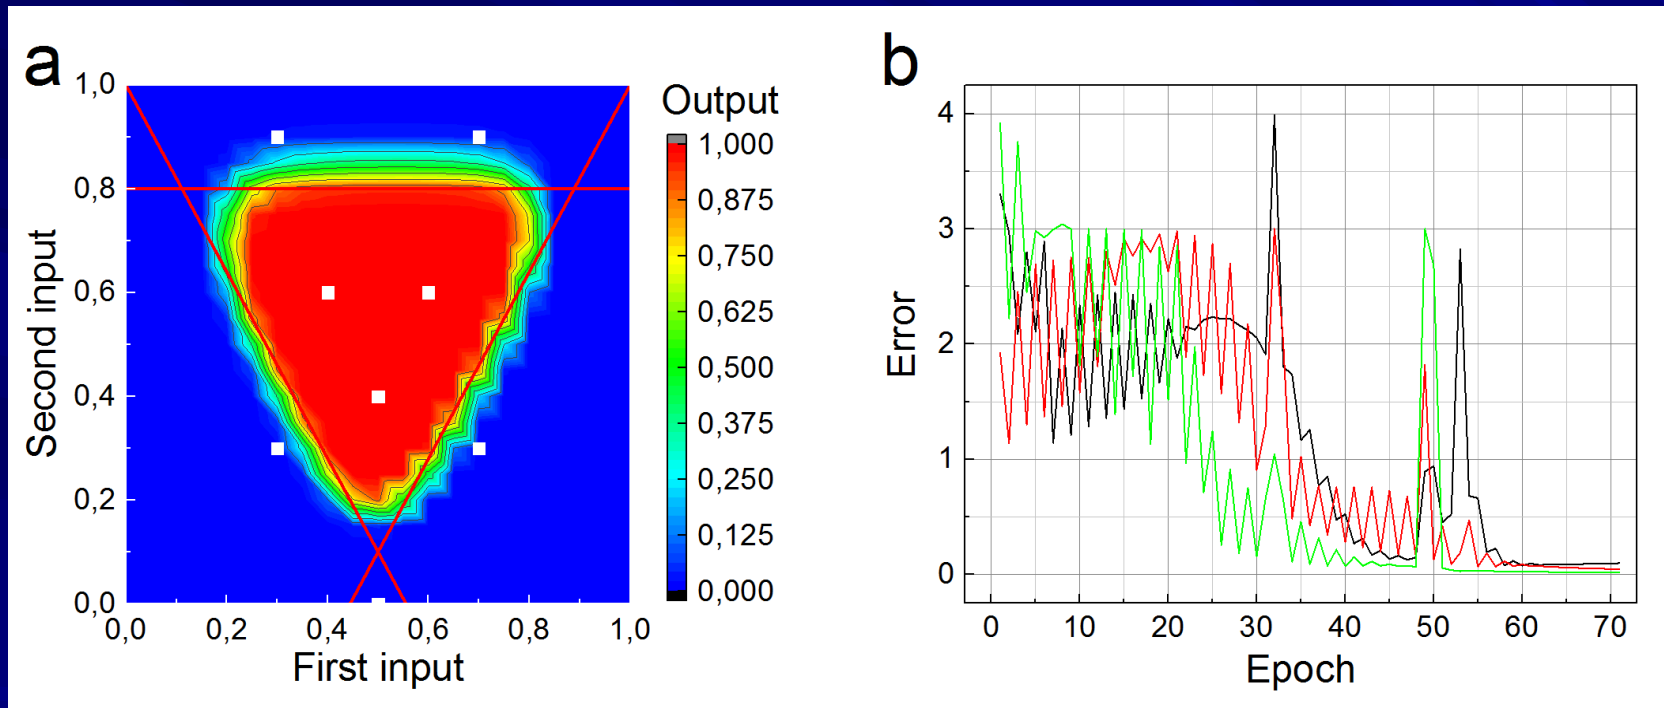 a
1,0
0,8
0,6
0,4
0,2
0,0
Second input
0,0 0,2 0,4 0,6 0,8 1,0
First input
Output
1,000
0,875
0,750
0,625
0,500
0,375
0,250
0,125
0,000
b
4
3
2
1
0
Error
0 10 20 30 40 50 60 70
Epoch